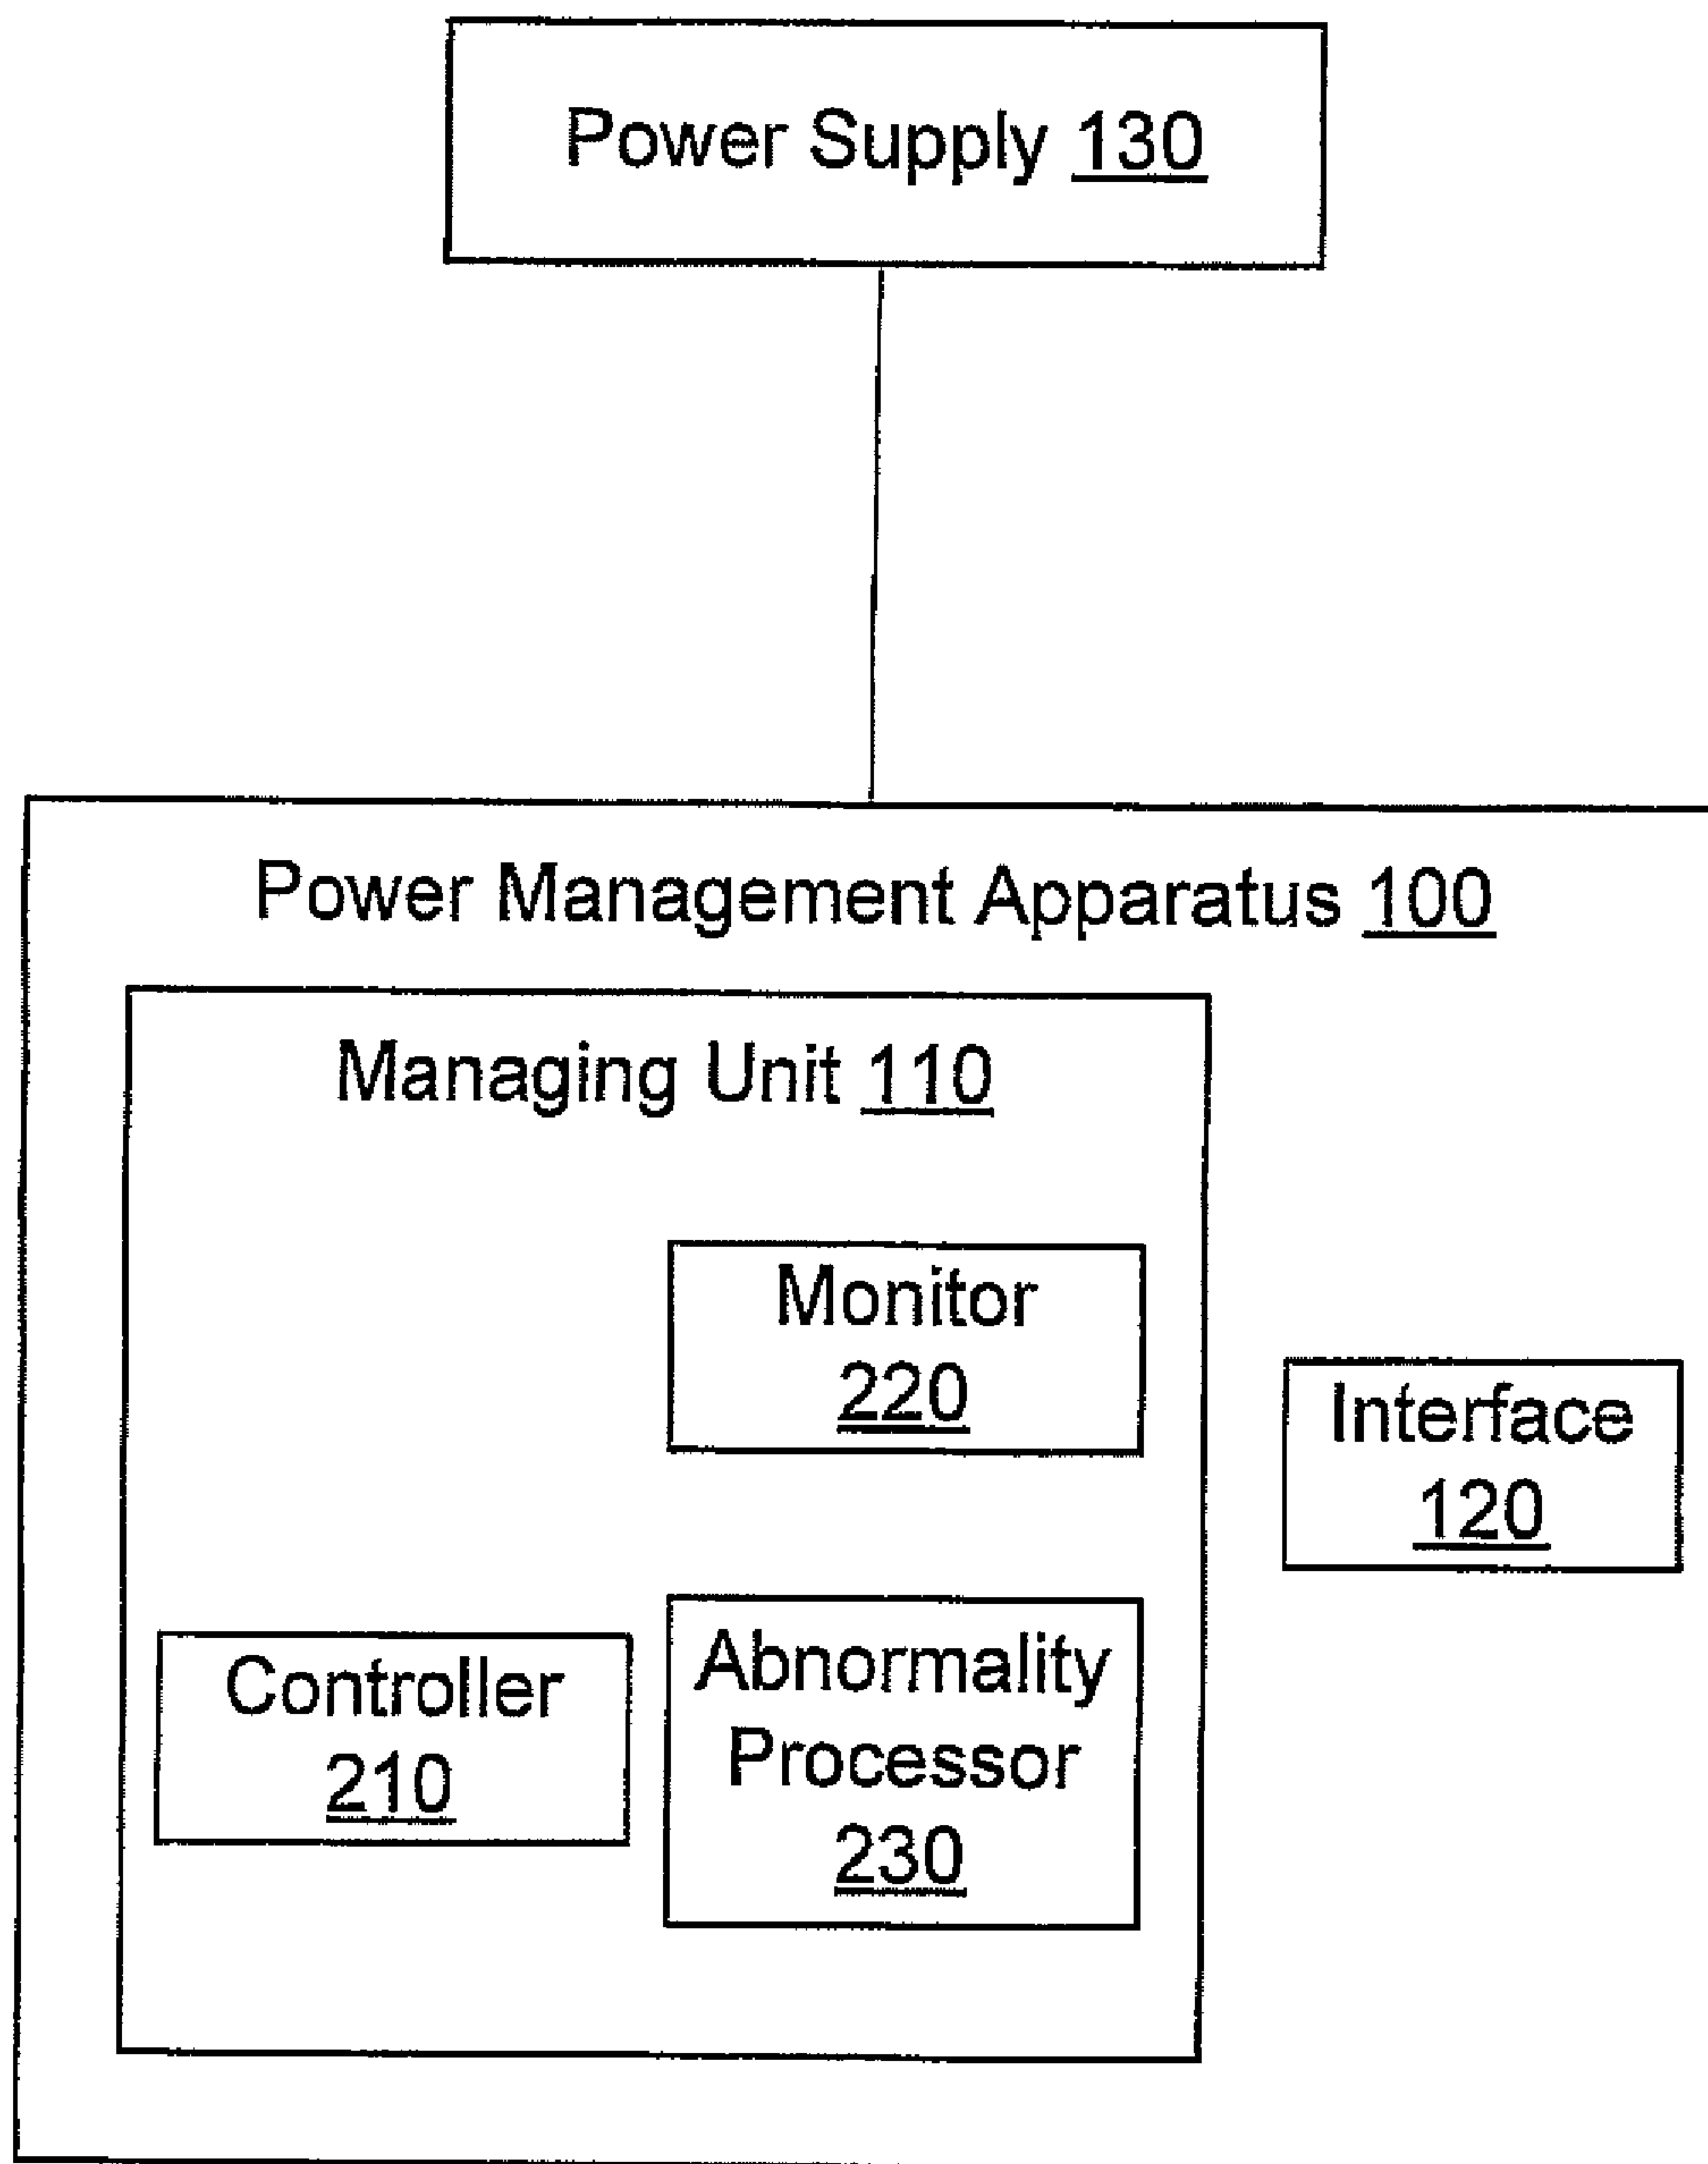 Power Supply 130
Power Management Apparatus 100
Managing Unit 110
Monitor
220
Interface
120
Controller
210
Abnormality
Processor
230